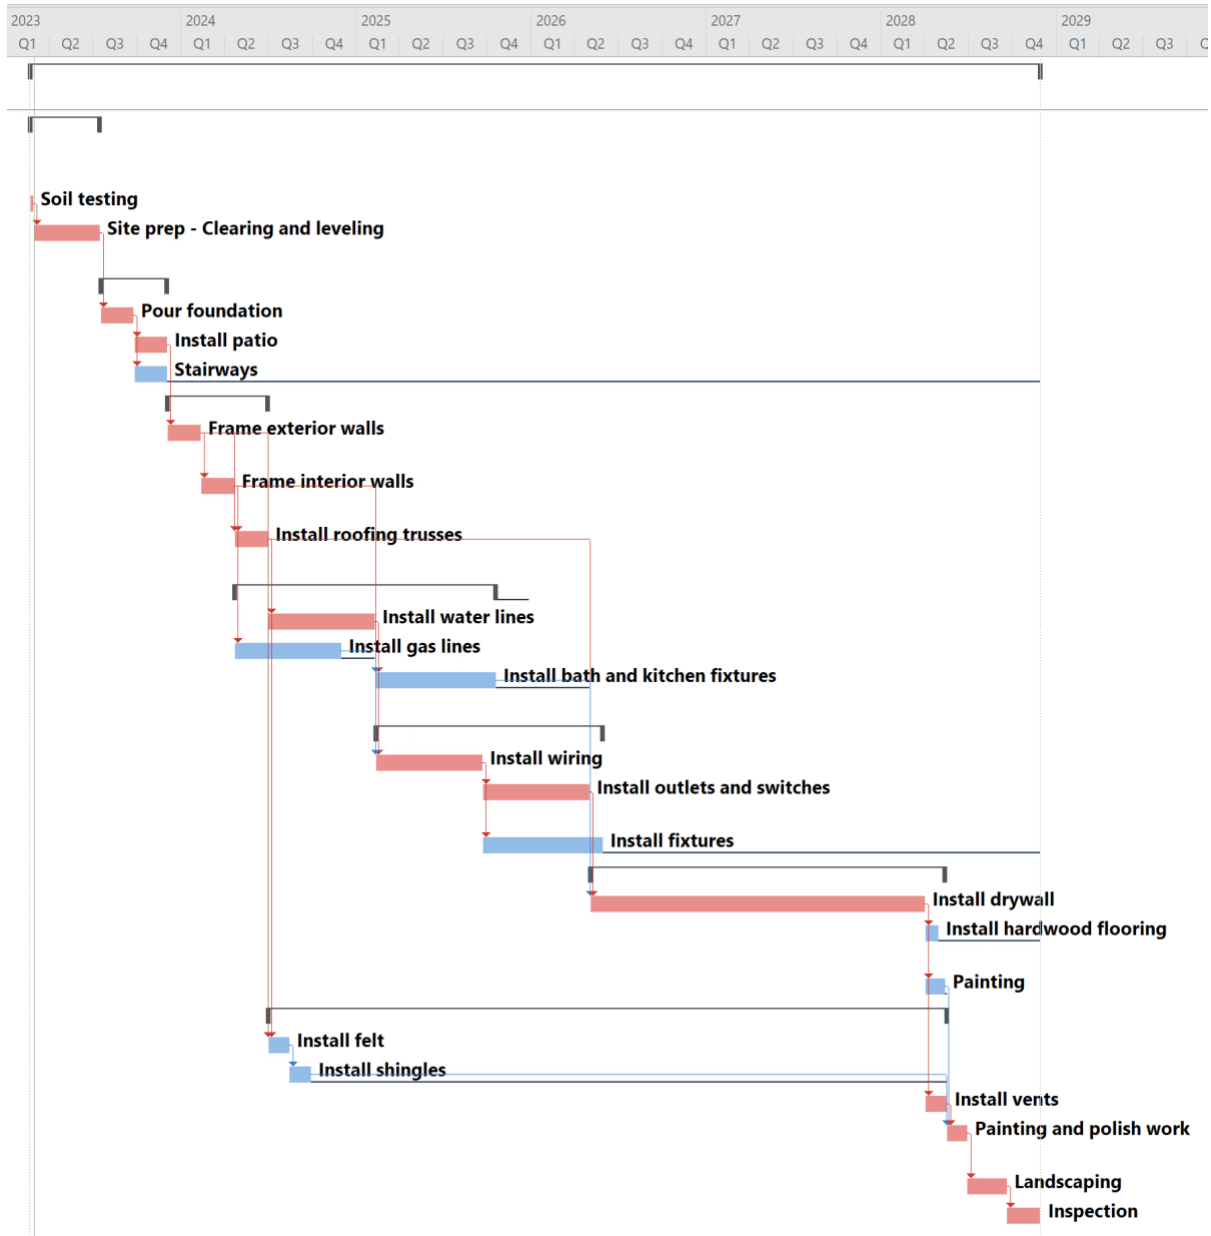 2023 2024 2025 2026 2027 2028 2029
Q1 Q2 Q3 Q4 Q1 Q2 Q3 Q4 Q1 Q2 Q3 Q4 Q1 Q2 Q3 Q4 Q1 Q2 Q3 Q4 Q1 Q2 Q3 Q4 Q1 Q2 Q3
Soil testing
Site prep - Clearing and leveling
Pour foundation
Install patio
Stairways
Frame exterior walls
Frame interior walls
Install roofing trusses
Install water lines
Install gas lines
Install bath and kitchen fixtures
Install wiring
Install outlets and switches
Install fixtures
Install drywall
Install hardwood flooring
Painting
Install felt
Install shingles
Install vents
Painting and polish work
Landscaping
Inspection